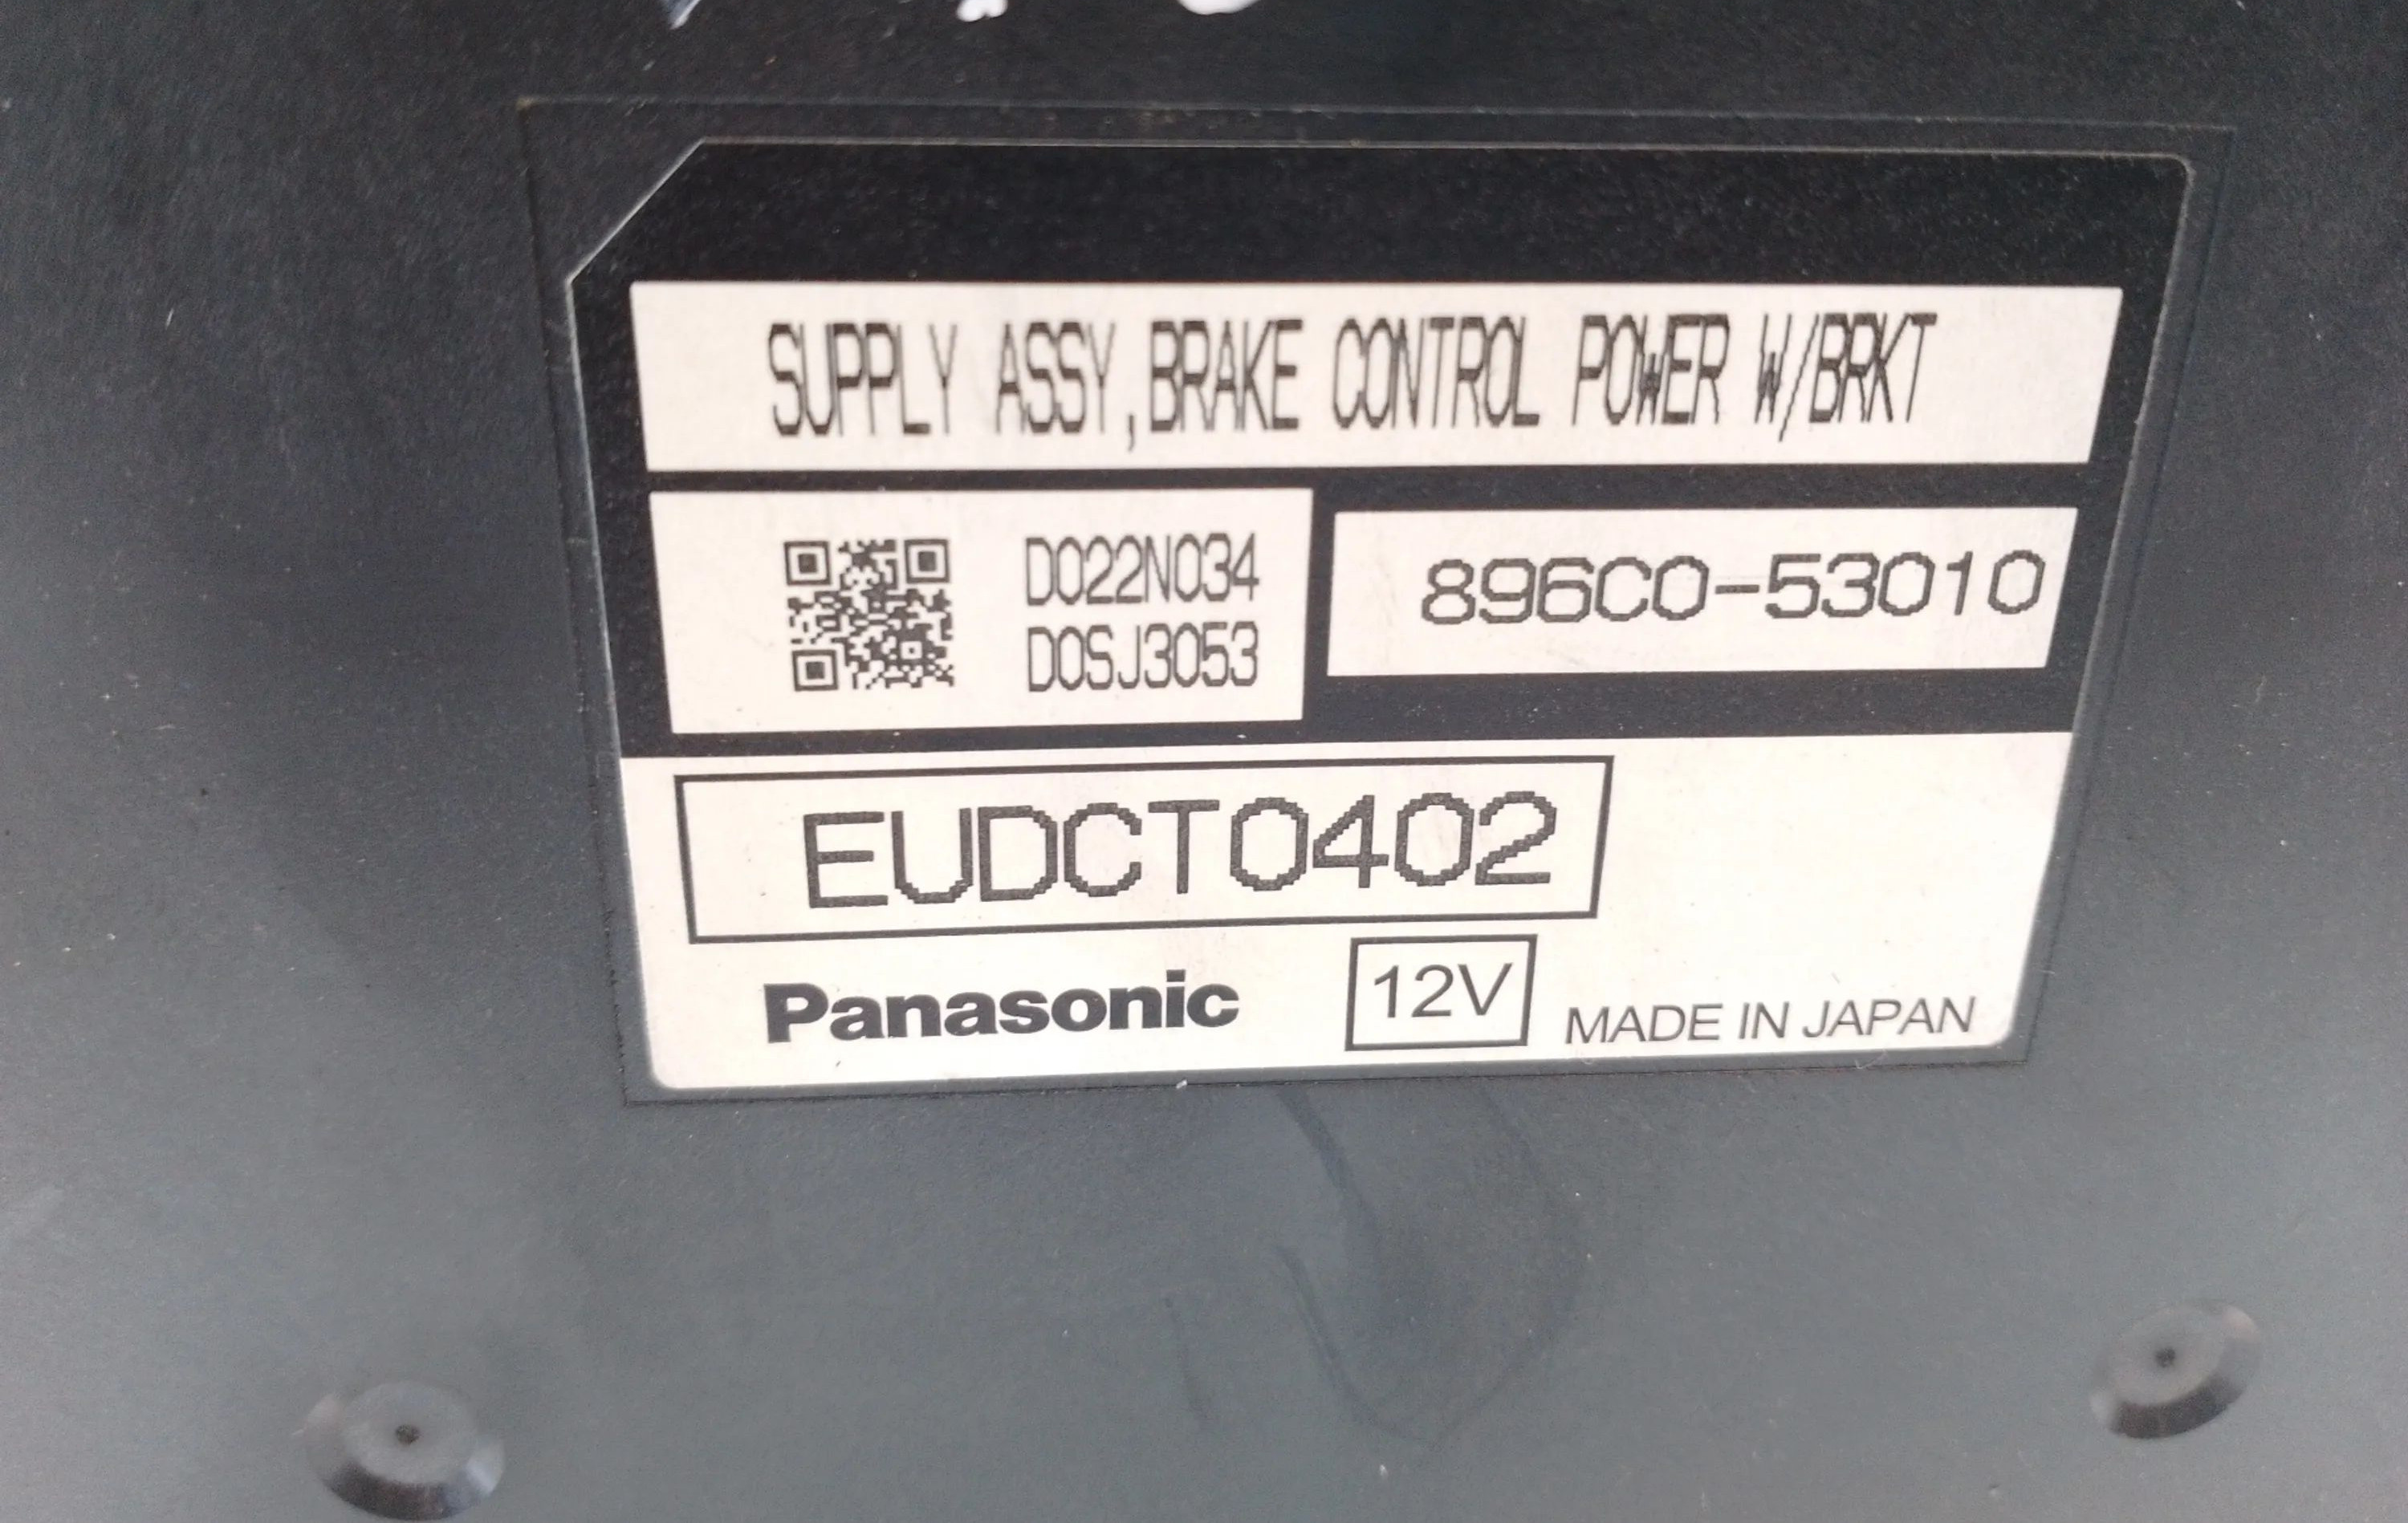 SUPPLY ASSY,BRAKE CONTROL POWER W/BRKT
D022N034
D0SJ3053
896C0-53010
EUDCT0402
Panasonic
12V
MADE IN JAPAN